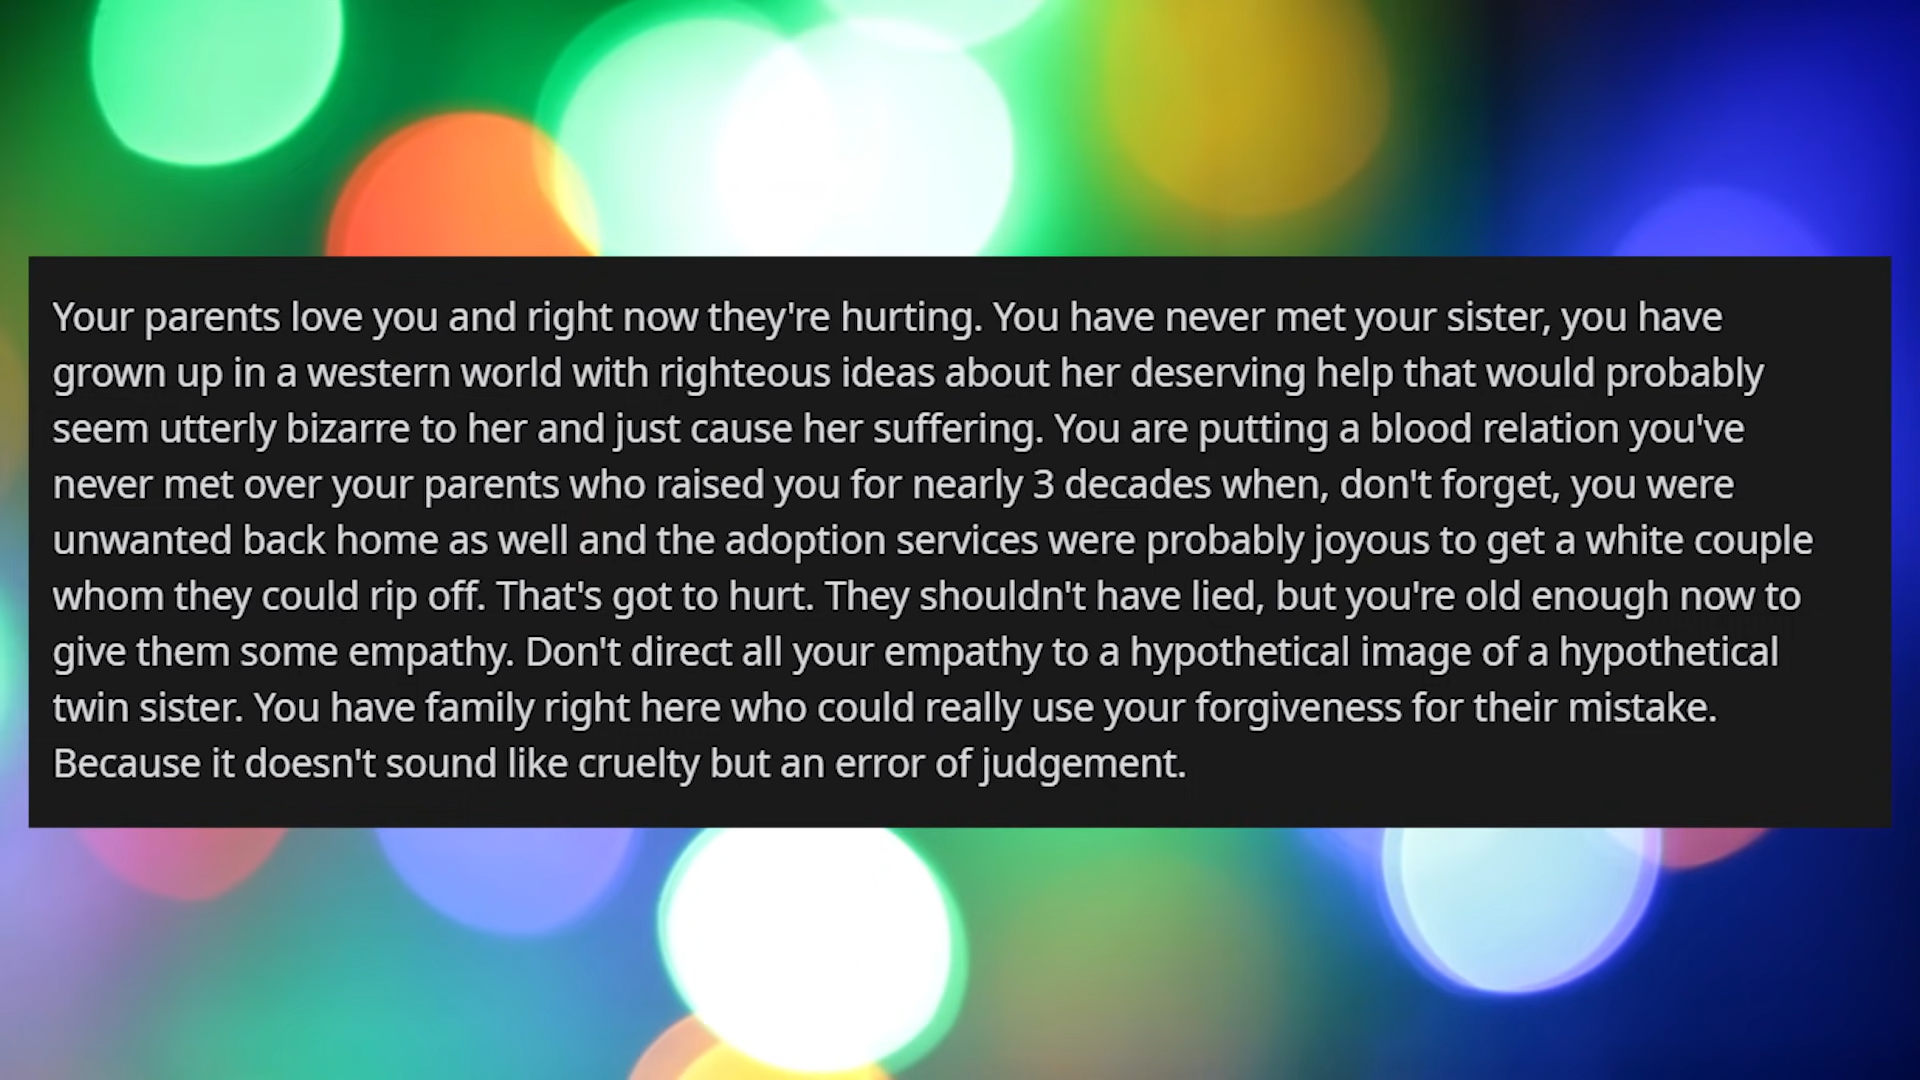 Your parents love you and right now they're hurting. You have never met your sister, you have
grown up in a western world with righteous ideas about her deserving help that would probably
seem utterly bizarre to her and just cause her suffering. You are putting a blood relation you've
never met over your parents who raised you for nearly 3 decades when, don't forget, you were
unwanted back home as well and the adoption services were probably joyous to get a white couple
whom they could rip off. That's got to hurt. They shouldn't have lied, but you're old enough now to
give them some empathy. Don't direct all your empathy to a hypothetical image of a hypothetical
twin sister. You have family right here who could really use your forgiveness for their mistake.
Because it doesn't sound like cruelty but an error of judgement.